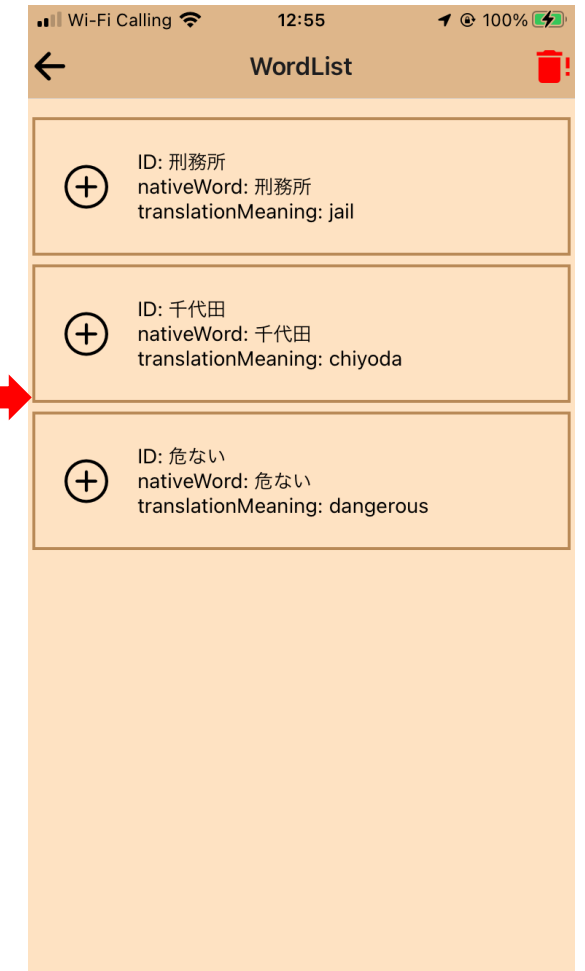 Wi-Fi Calling 12:55 100%
WordList
ID: 刑務所
nativeWord: 刑務所
translationMeaning: jail
ID: 千代田
nativeWord: 千代田
translationMeaning: chiyoda
ID: 危ない
nativeWord: 危ない
translationMeaning: dangerous